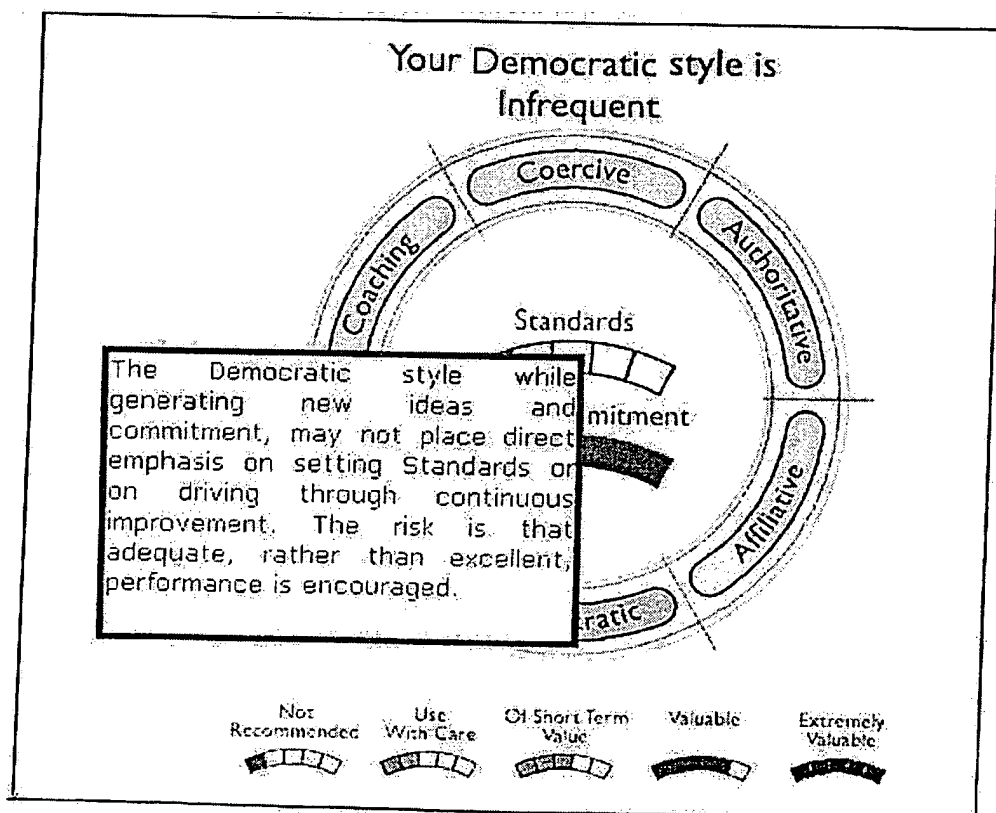 Your Democratic style is
Infrequent
Coercive
Coaching
Authoritative
Standards
The Democratic style while
generating new ideas and
commitment, may not place direct
emphasis on setting Standards or
on driving through continuous
improvement. The risk is that
adequate, rather than excellent,
performance is encouraged.
mitment
Affiliative
cratic
Not
Recommended
Use
With Care
Of Short Term
Value
Valuable
Extremely
Valuable